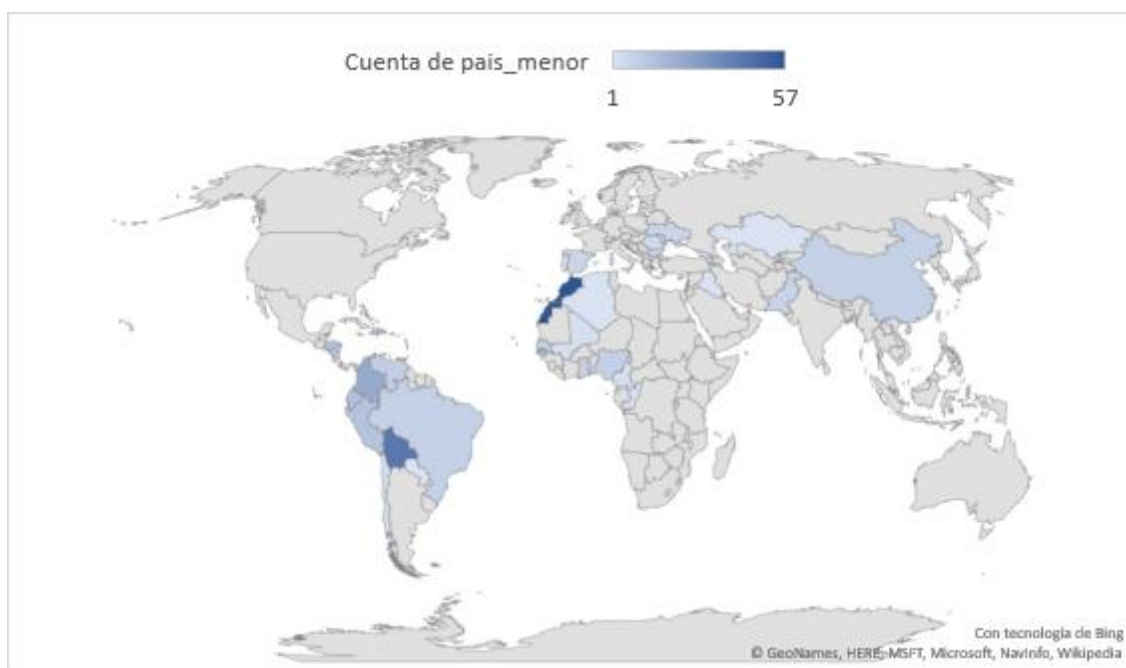 Cuenta de pais_menor
1 57
Con tecnología de Bing
© GeoNames, HERE, MSFT, Microsoft, NavInfo, Wikipedia